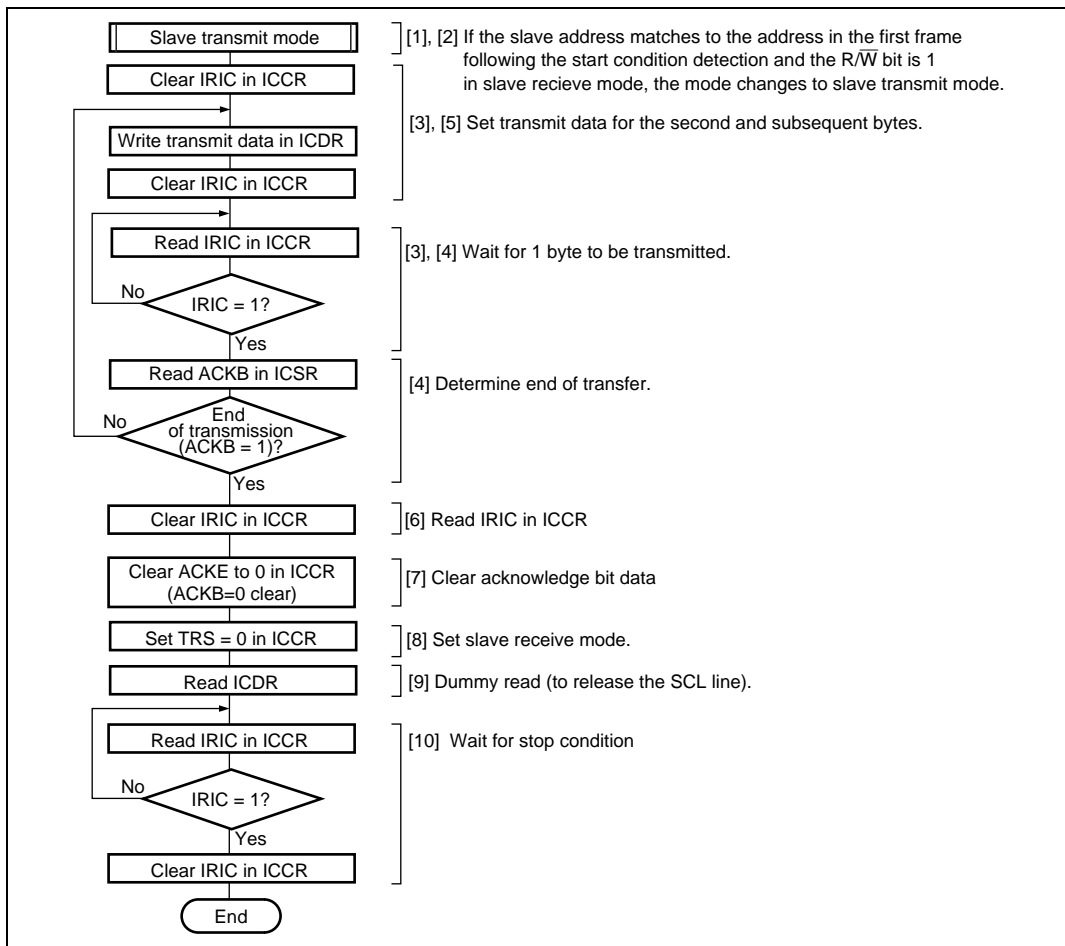 Slave transmit mode
[1], [2] If the slave address matches to the address in the first frame
following the start condition detection and the R/W̅ bit is 1
in slave recieve mode, the mode changes to slave transmit mode.
Clear IRIC in ICCR
[3], [5] Set transmit data for the second and subsequent bytes.
Write transmit data in ICDR
Clear IRIC in ICCR
Read IRIC in ICCR
[3], [4] Wait for 1 byte to be transmitted.
No
IRIC = 1?
Yes
Read ACKB in ICSR
[4] Determine end of transfer.
No
End
of transmission
(ACKB = 1)?
Yes
Clear IRIC in ICCR
[6] Read IRIC in ICCR
Clear ACKE to 0 in ICCR
(ACKB=0 clear)
[7] Clear acknowledge bit data
Set TRS = 0 in ICCR
[8] Set slave receive mode.
Read ICDR
[9] Dummy read (to release the SCL line).
Read IRIC in ICCR
[10] Wait for stop condition
No
IRIC = 1?
Yes
Clear IRIC in ICCR
End